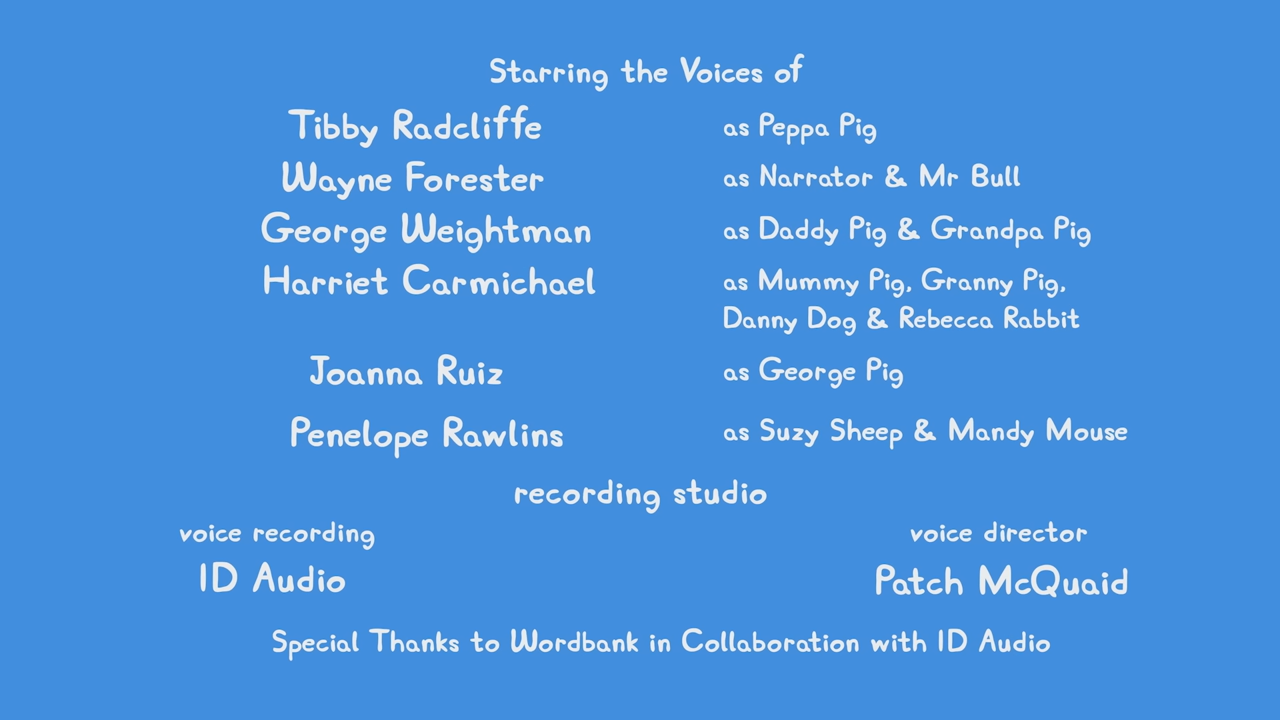 Starring the Voices of
Tibby Radcliffe as Peppa Pig
Wayne Forester as Narrator & Mr Bull
George Weightman as Daddy Pig & Grandpa Pig
Harriet Carmichael as Mummy Pig, Granny Pig,
Danny Dog & Rebecca Rabbit
Joanna Ruiz as George Pig
Penelope Rawlins as Suzy Sheep & Mandy Mouse
recording studio
voice recording voice director
ID Audio Patch McQuaid
Special Thanks to Wordbank in Collaboration with ID Audio